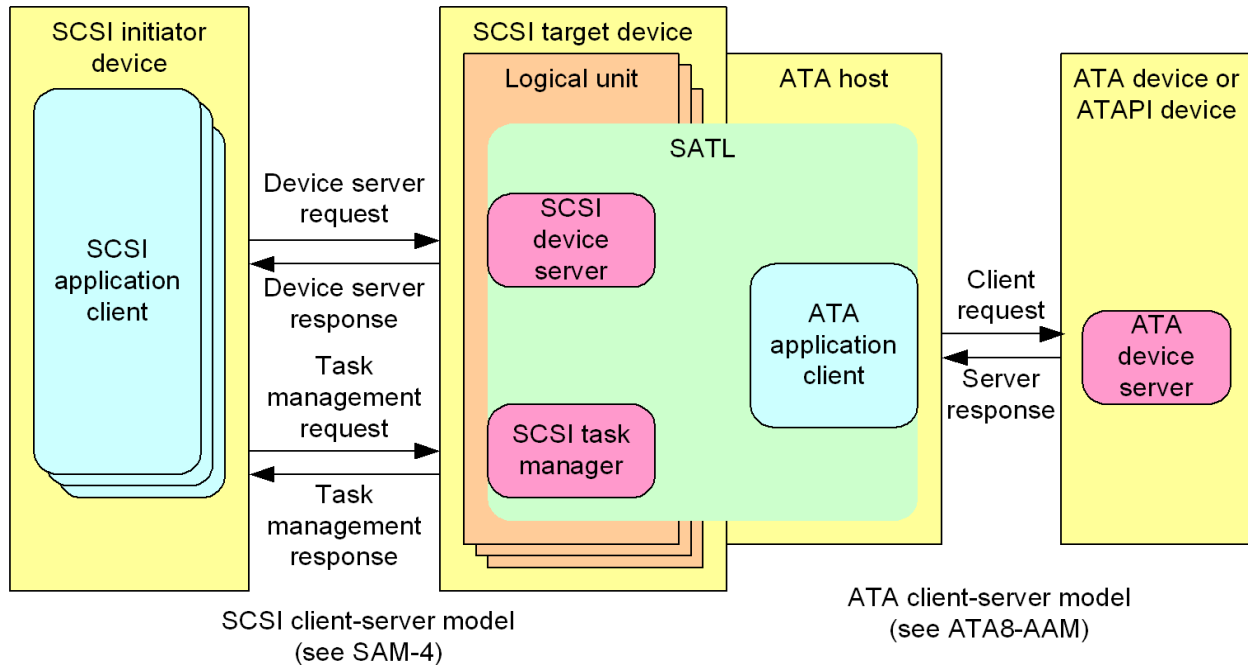 SCSI initiator
device
SCSI
application
client
Device server
request
Device server
response
Task
management
request
Task
management
response
SCSI target device
Logical unit
ATA host
SATL
SCSI
device
server
SCSI task
manager
ATA
application
client
Client
request
Server
response
ATA device or
ATAPI device
ATA
device
server
SCSI client-server model
(see SAM-4)
ATA client-server model
(see ATA8-AAM)